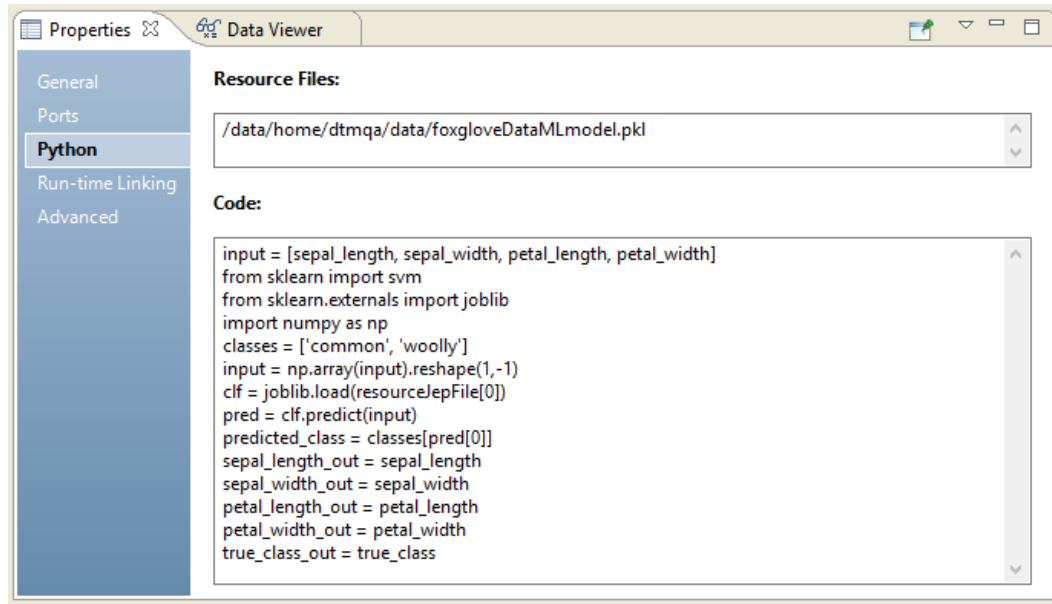 Properties
Data Viewer
General
Ports
Python
Run-time Linking
Advanced
Resource Files:
/data/home/dtmqa/data/foxgloveDataMLmodel.pkl
Code:
input = [sepal_length, sepal_width, petal_length, petal_width]
from sklearn import svm
from sklearn.externals import joblib
import numpy as np
classes = ['common', 'woolly']
input = np.array(input).reshape(1,-1)
clf = joblib.load(resourceJepFile[0])
pred = clf.predict(input)
predicted_class = classes[pred[0]]
sepal_length_out = sepal_length
sepal_width_out = sepal_width
petal_length_out = petal_length
petal_width_out = petal_width
true_class_out = true_class